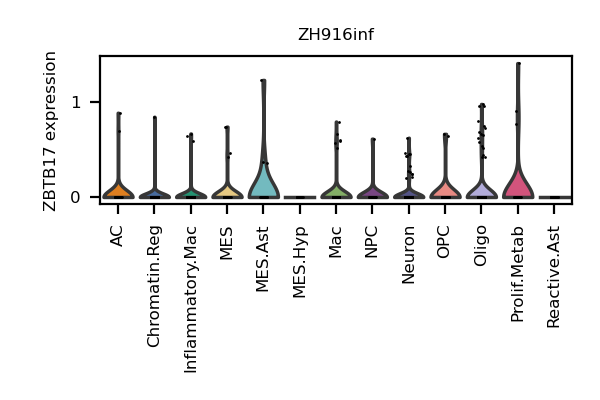 ZH916inf
ZBTB17 expression
1
0
AC
Chromatin.Reg
Inflammatory.Mac
MES
MES.Ast
MES.Hyp
Mac
NPC
Neuron
OPC
Oligo
Prolif.Metab
Reactive.Ast